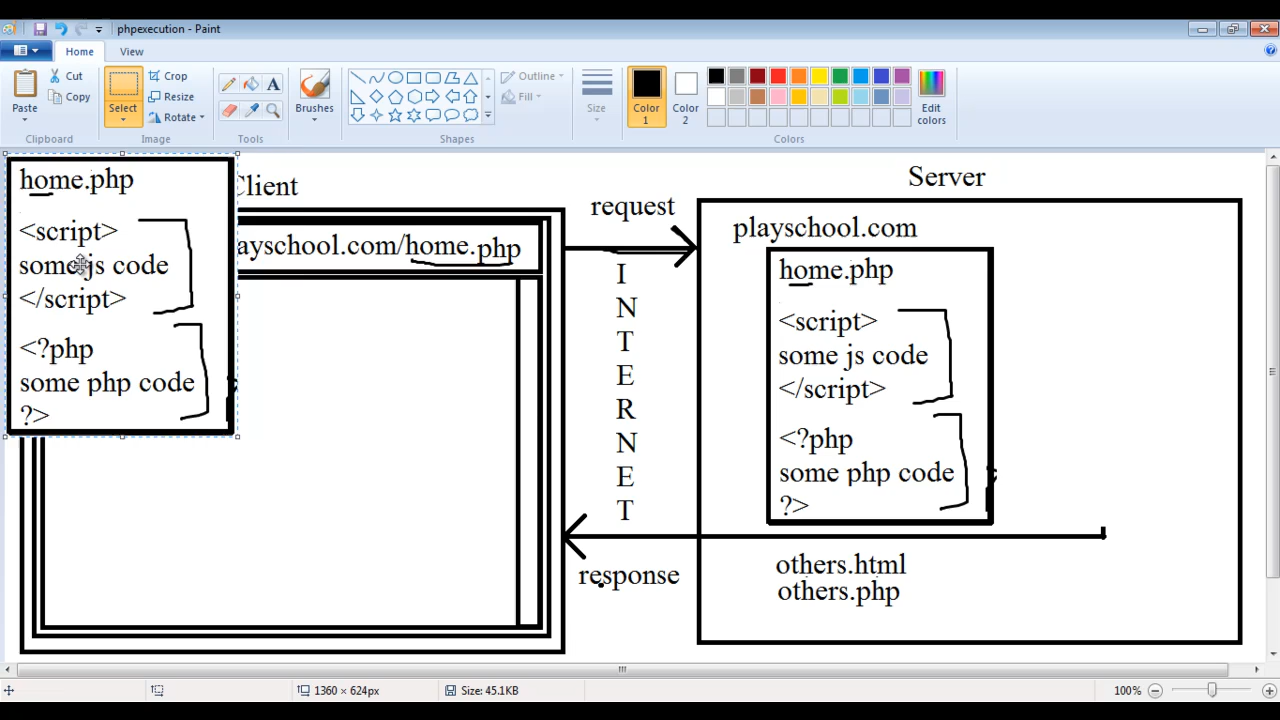 phpexecution - Paint
Home
View
Paste
Cut
Copy
Clipboard
Select
Crop
Resize
Rotate
Image
Tools
Brushes
Shapes
Outline
Fill
Size
Color 1
Color 2
Edit colors
Colors
home.php
<script>
some js code
</script>
<?php
some php code
?>
Client
ayschool.com/home.php
request
I
N
T
E
R
N
E
T
response
Server
playschool.com
home.php
<script>
some js code
</script>
<?php
some php code
?>
others.html
others.php
1360 × 624px
Size: 45.1KB
100%